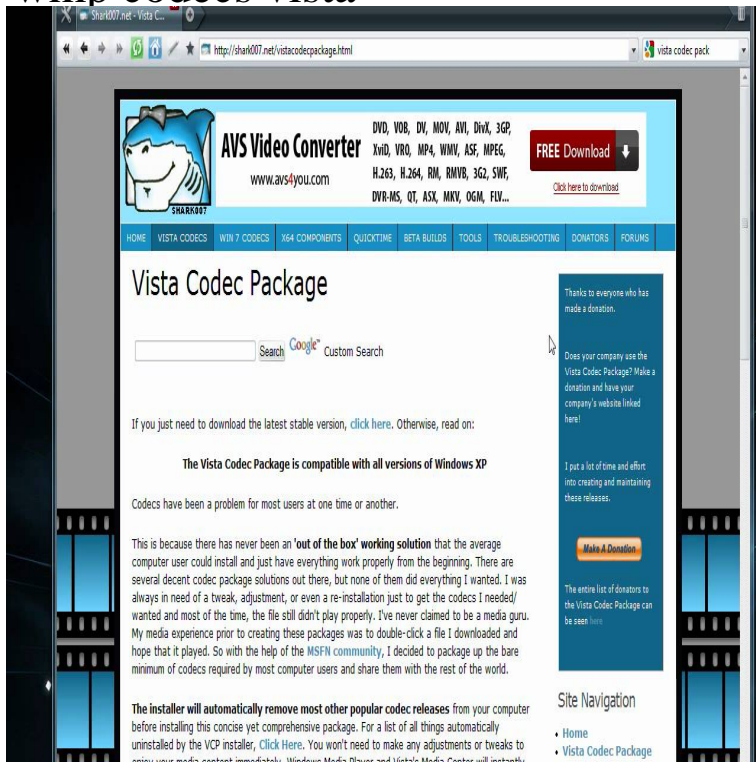 wmp codecs vista
Shark007.net - Vista C...
http://shark007.net/vistacodecpackage.html
vista codec pack
SHARK007
AVS Video Converter
www.avs4you.com
DVD, VOB, DV, MOV, AVI, DivX, 3GP,
XviD, VRO, MP4, WMV, ASF, MPEG,
H.263, H.264, RM, RMVB, 3G2, SWF,
DVR-MS, QT, ASX, MKV, OGM, FLV...
FREE Download
Click here to download
HOME VISTA CODECS WIN 7 CODECS X64 COMPONENTS QUICKTIME BETA BUILDS TOOLS TROUBLESHOOTING DONATORS FORUMS
Vista Codec Package
Search Google™ Custom Search
If you just need to download the latest stable version, click here. Otherwise, read on:
The Vista Codec Package is compatible with all versions of Windows XP
Codecs have been a problem for most users at one time or another.
This is because there has never been an 'out of the box' working solution that the average
computer user could install and just have everything work properly from the beginning. There are
several decent codec package solutions out there, but none of them did everything I wanted. I was
always in need of a tweak, adjustment, or even a re-installation just to get the codecs I needed/
wanted and most of the time, the file still didn't play properly. I've never claimed to be a media guru.
My media experience prior to creating these packages was to double-click a file I downloaded and
hope that it played. So with the help of the MSFN community, I decided to package up the bare
minimum of codecs required by most computer users and share them with the rest of the world.
The installer will automatically remove most other popular codec releases from your computer
before installing this concise yet comprehensive package. For a list of all things automatically
uninstalled by the VCP installer, Click Here. You won't need to make any adjustments or tweaks to
enjoy your media content immediately. Windows Media Player and Vista's Media Center will instantly
Thanks to everyone who has
made a donation.
Does your company use the
Vista Codec Package? Make a
donation and have your
company's website linked
here!
I put a lot of time and effort
into creating and maintaining
these releases.
Make A Donation
The entire list of donators to
the Vista Codec Package can
be seen here
Site Navigation
Home
Vista Codec Package